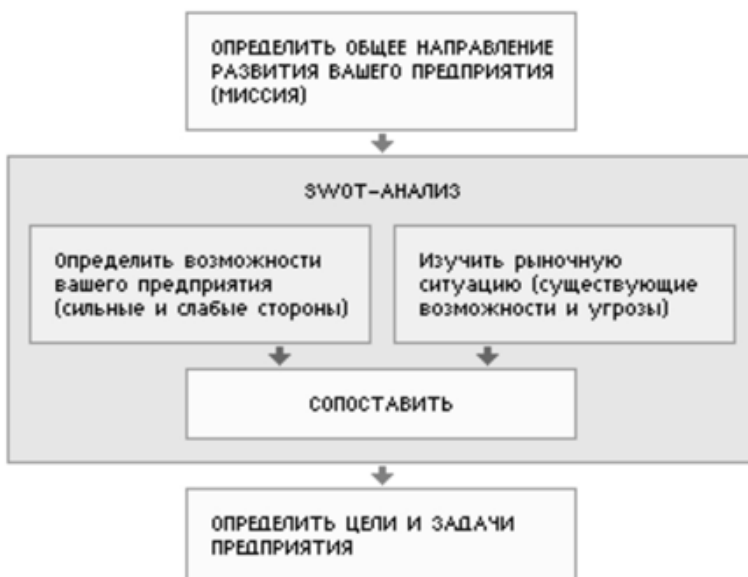 ОПРЕДЕЛИТЬ ОБЩЕЕ НАПРАВЛЕНИЕ
РАЗВИТИЯ ВАШЕГО ПРЕДПРИЯТИЯ
(МИССИЯ)
SWOT-АНАЛИЗ
Определить возможности
вашего предприятия
(сильные и слабые стороны)
Изучить рыночную
ситуацию (существующие
возможности и угрозы)
СОПОСТАВИТЬ
ОПРЕДЕЛИТЬ ЦЕЛИ И ЗАДАЧИ
ПРЕДПРИЯТИЯ